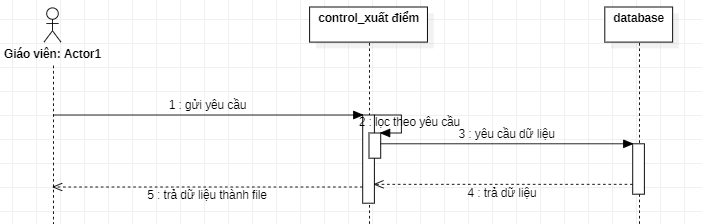 control_xuất điểm
database
Giáo viên: Actor1
1 : gửi yêu cầu
2 : lọc theo yêu cầu
3 : yêu cầu dữ liệu
4 : trả dữ liệu
5 : trả dữ liệu thành file